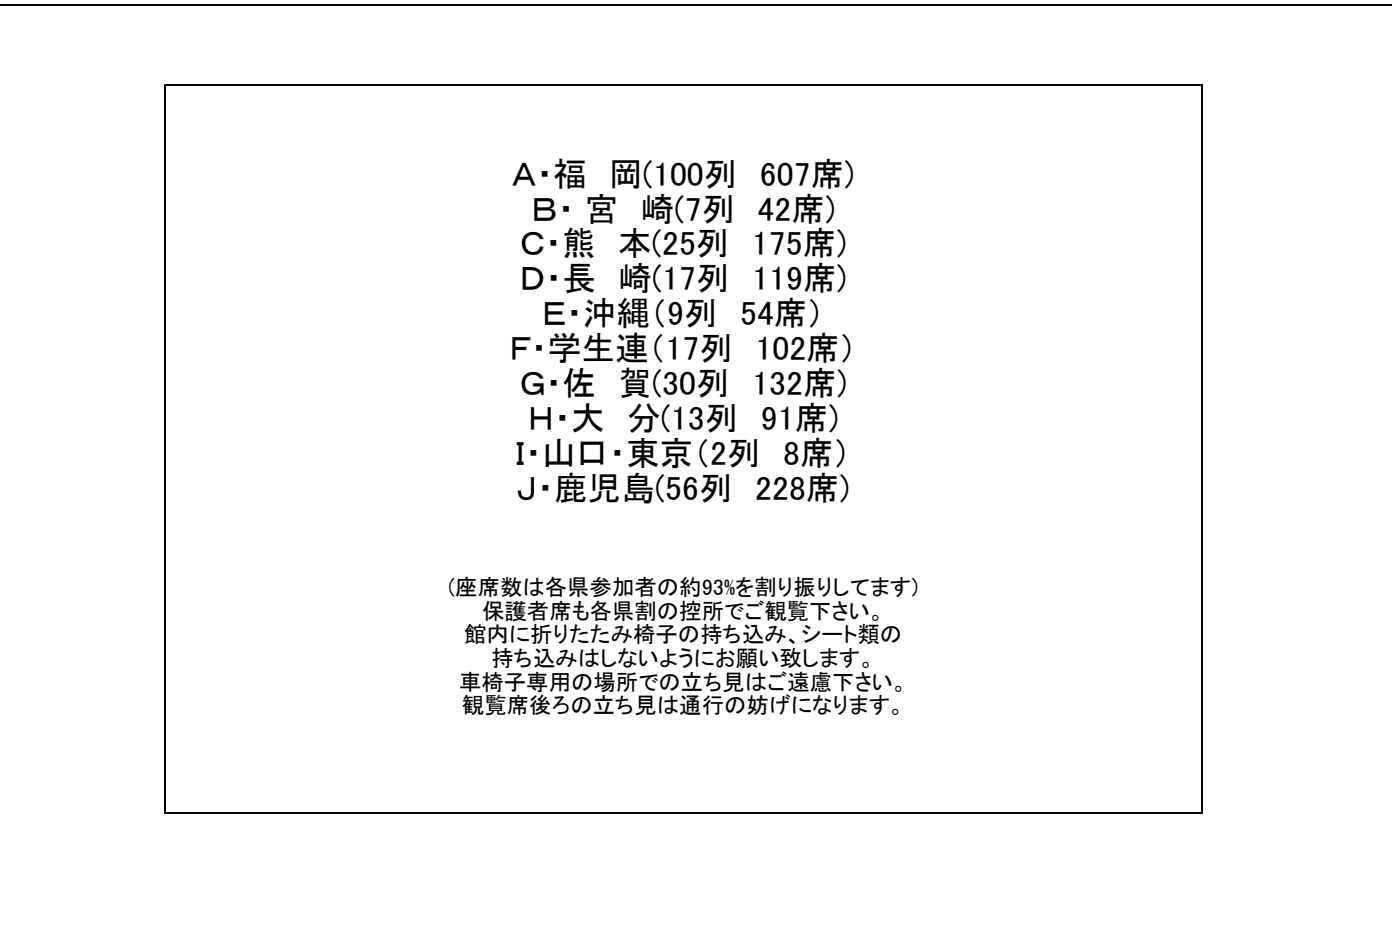 A・福　岡(100列　607席)
B・ 宮　崎(7列　42席)
C・熊　本(25列　175席)
D・長　崎(17列　119席)
E・沖縄(9列　54席)
F・学生連(17列　102席)
G・佐　賀(30列　132席)
H・大　分(13列　91席)
I・山口・東京(2列　8席)
J・鹿児島(56列　228席)
(座席数は各県参加者の約93%を割り振りしてます)
保護者席も各県割の控所でご観覧下さい。
館内に折りたたみ椅子の持ち込み、シート類の
持ち込みはしないようにお願い致します。
車椅子専用の場所での立ち見はご遠慮下さい。
観覧席後ろの立ち見は通行の妨げになります。